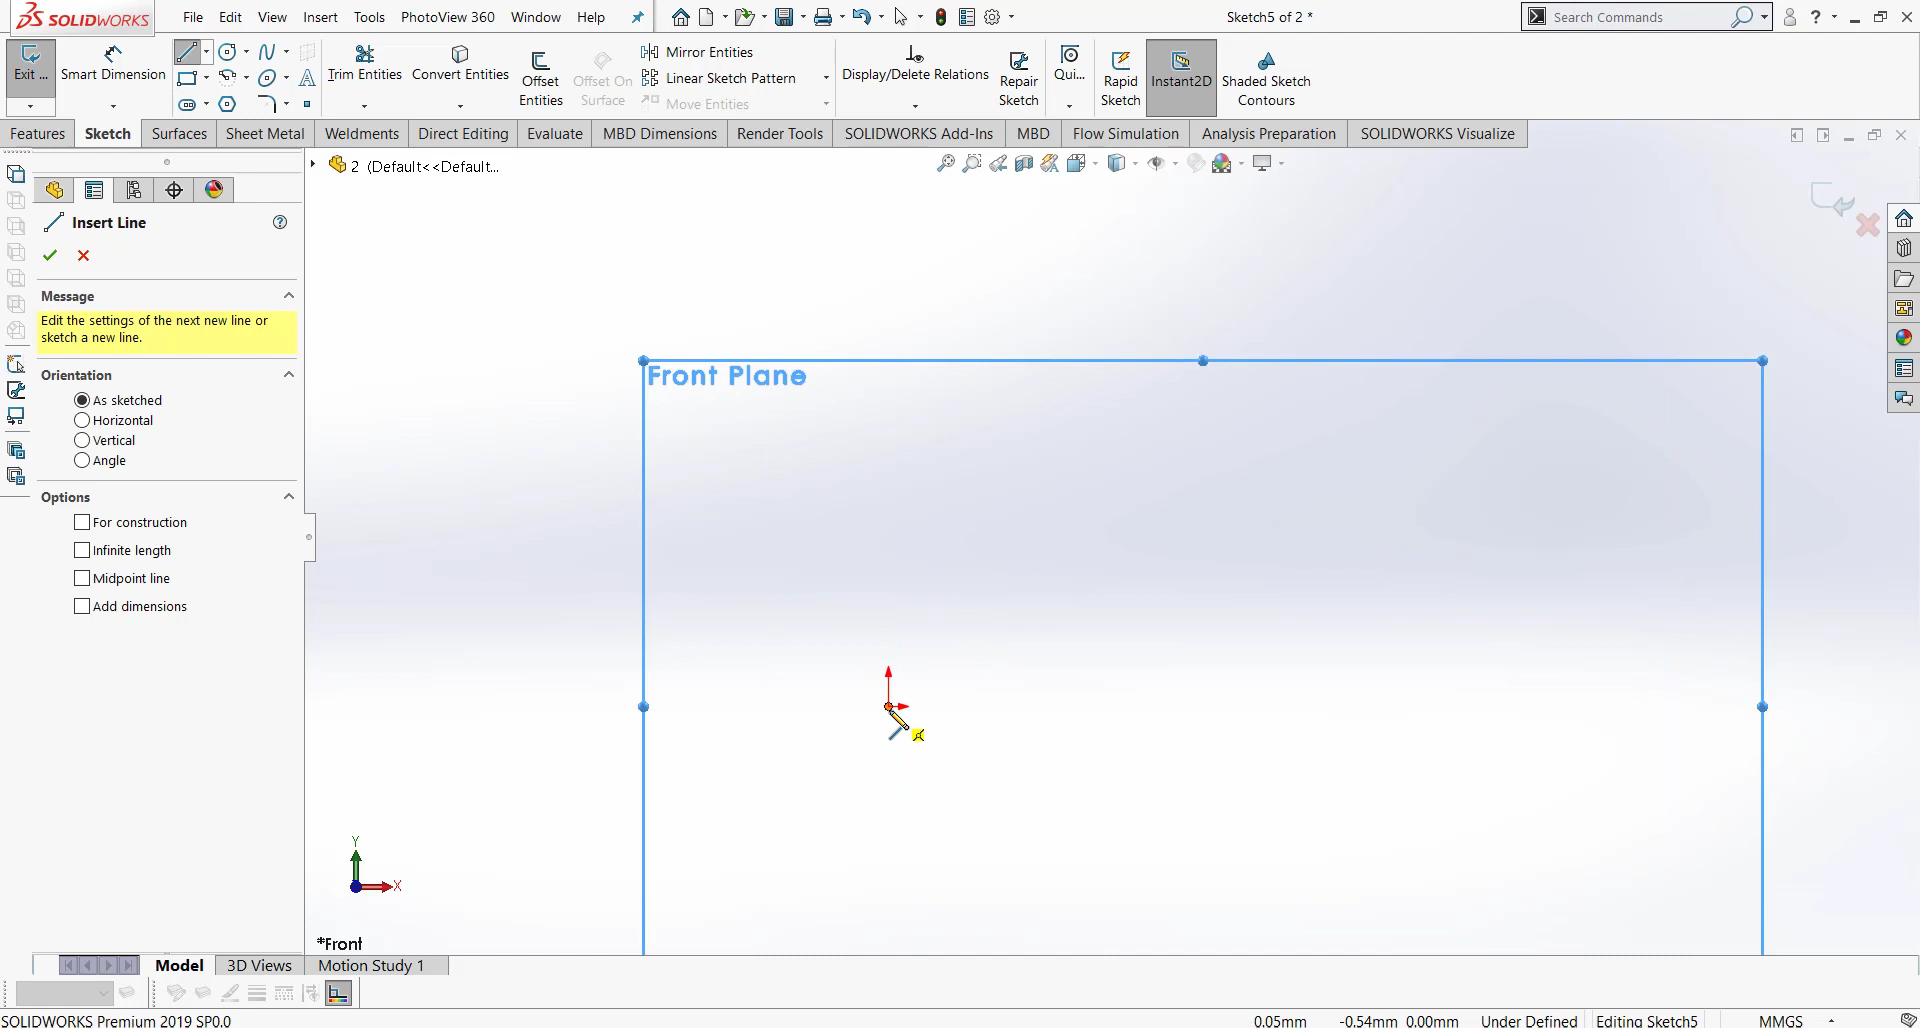 SOLIDWORKS File Edit View Insert Tools PhotoView 360 Window Help Sketch5 of 2 * Search Commands
Exit ... Smart Dimension Trim Entities Convert Entities Offset Entities Offset On Surface Mirror Entities Linear Sketch Pattern Move Entities Display/Delete Relations Repair Sketch Qui... Rapid Sketch Instant2D Shaded Sketch Contours
Features Sketch Surfaces Sheet Metal Weldments Direct Editing Evaluate MBD Dimensions Render Tools SOLIDWORKS Add-Ins MBD Flow Simulation Analysis Preparation SOLIDWORKS Visualize
2 (Default<<Default...
Insert Line
Message
Edit the settings of the next new line or
sketch a new line.
Orientation
As sketched
Horizontal
Vertical
Angle
Options
For construction
Infinite length
Midpoint line
Add dimensions
Front Plane
Y
X
*Front
Model 3D Views Motion Study 1
SOLIDWORKS Premium 2019 SP0.0 0.05mm -0.54mm 0.00mm Under Defined Editing Sketch5 MMGS